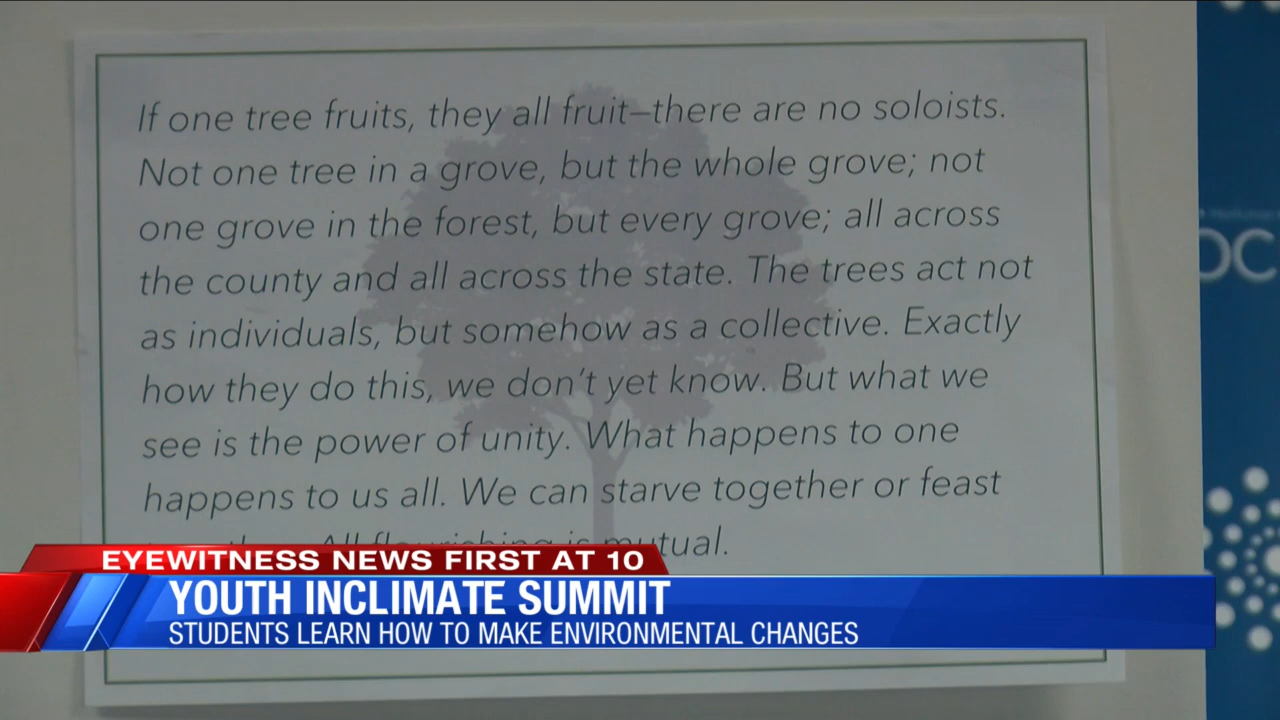 If one tree fruits, they all fruit—there are no soloists.
Not one tree in a grove, but the whole grove; not
one grove in the forest, but every grove; all across
the county and all across the state. The trees act not
as individuals, but somehow as a collective. Exactly
how they do this, we don't yet know. But what we
see is the power of unity. What happens to one
happens to us all. We can starve together or feast
All flourishing is mutual.
OC
EYEWITNESS NEWS FIRST AT 10
YOUTH INCLIMATE SUMMIT
STUDENTS LEARN HOW TO MAKE ENVIRONMENTAL CHANGES